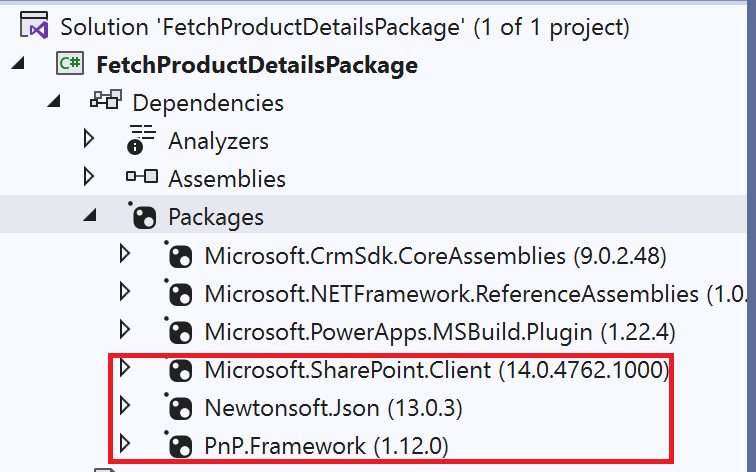 Solution 'FetchProductDetailsPackage' (1 of 1 project)
C# FetchProductDetailsPackage
Dependencies
Analyzers
Assemblies
Packages
Microsoft.CrmSdk.CoreAssemblies (9.0.2.48)
Microsoft.NETFramework.ReferenceAssemblies (1.0.
Microsoft.PowerApps.MSBuild.Plugin (1.22.4)
Microsoft.SharePoint.Client (14.0.4762.1000)
Newtonsoft.Json (13.0.3)
PnP.Framework (1.12.0)